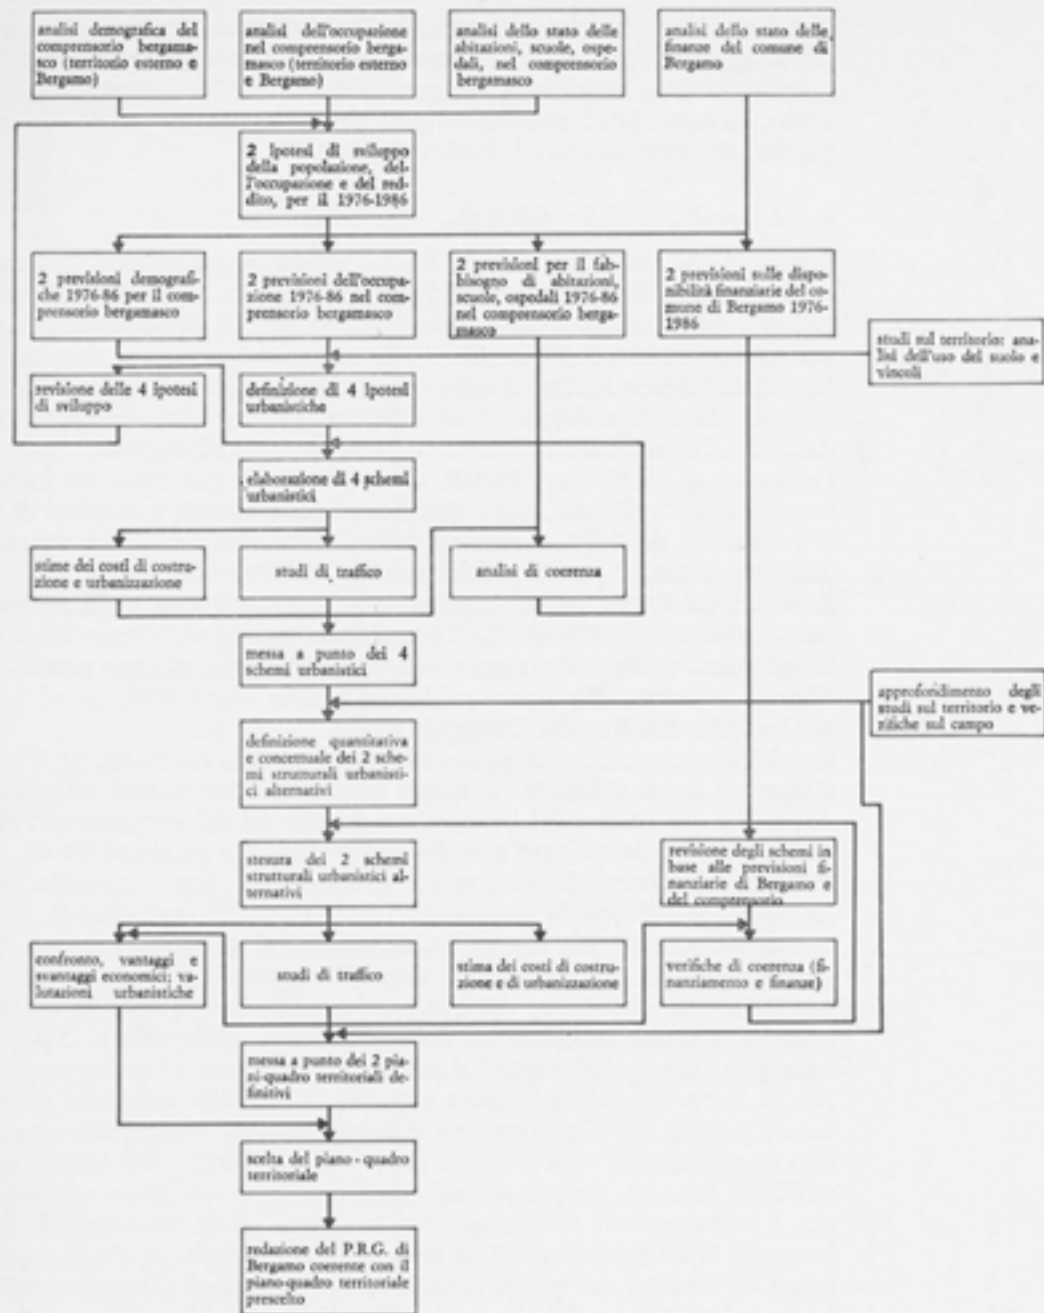 analisi demografica del
comprensorio bergama-
sco (territorio esterno e
Bergamo)
analisi dell'occupazione
nel comprensorio berga-
masco (territorio esterno
e Bergamo)
analisi dello stato delle
abitazioni, scuole, ospe-
dali, nel comprensorio
bergamasco
analisi dello stato delle
finanze del comune di
Bergamo
2 ipotesi di sviluppo
della popolazione, del-
l'occupazione e del red-
dito, per il 1976-1986
2 previsioni demografi-
che 1976-86 per il com-
prensorio bergamasco
2 previsioni dell'occupa-
zione 1976-86 nel com-
prensorio bergamasco
2 previsioni per il fab-
bisogno di abitazioni,
scuole, ospedali 1976-86
nel comprensorio berga-
masco
2 previsioni sulle dispo-
nibilità finanziarie del co-
mune di Bergamo 1976-
1986
studi sul territorio: ana-
lisi dell'uso del suolo e
vincoli
revisione delle 4 ipotesi
di sviluppo
definizione di 4 ipotesi
urbanistiche
elaborazione di 4 schemi
urbanistici
stime dei costi di costru-
zione e urbanizzazione
studi di traffico
analisi di coerenza
messa a punto dei 4
schemi urbanistici
approfondimento degli
studi sul territorio e ve-
rifiche sul campo
definizione quantitativa
e concettuale dei 2 sche-
mi strutturali urbanisti-
ci alternativi
stesura dei 2 schemi
strutturali urbanistici al-
ternativi
revisione degli schemi in
base alle previsioni fi-
nanziarie di Bergamo e
del comprensorio
confronto, vantaggi e
svantaggi economici; va-
lutazioni urbanistiche
studi di traffico
stima dei costi di costru-
zione e di urbanizzazione
verifiche di coerenza (fi-
nanziamento e finanze)
messa a punto dei 2 pia-
ni-quadro territoriali de-
finitivi
scelta del piano-quadro
territoriale
redazione del P.R.G. di
Bergamo coerente con il
piano-quadro territoriale
prescelto